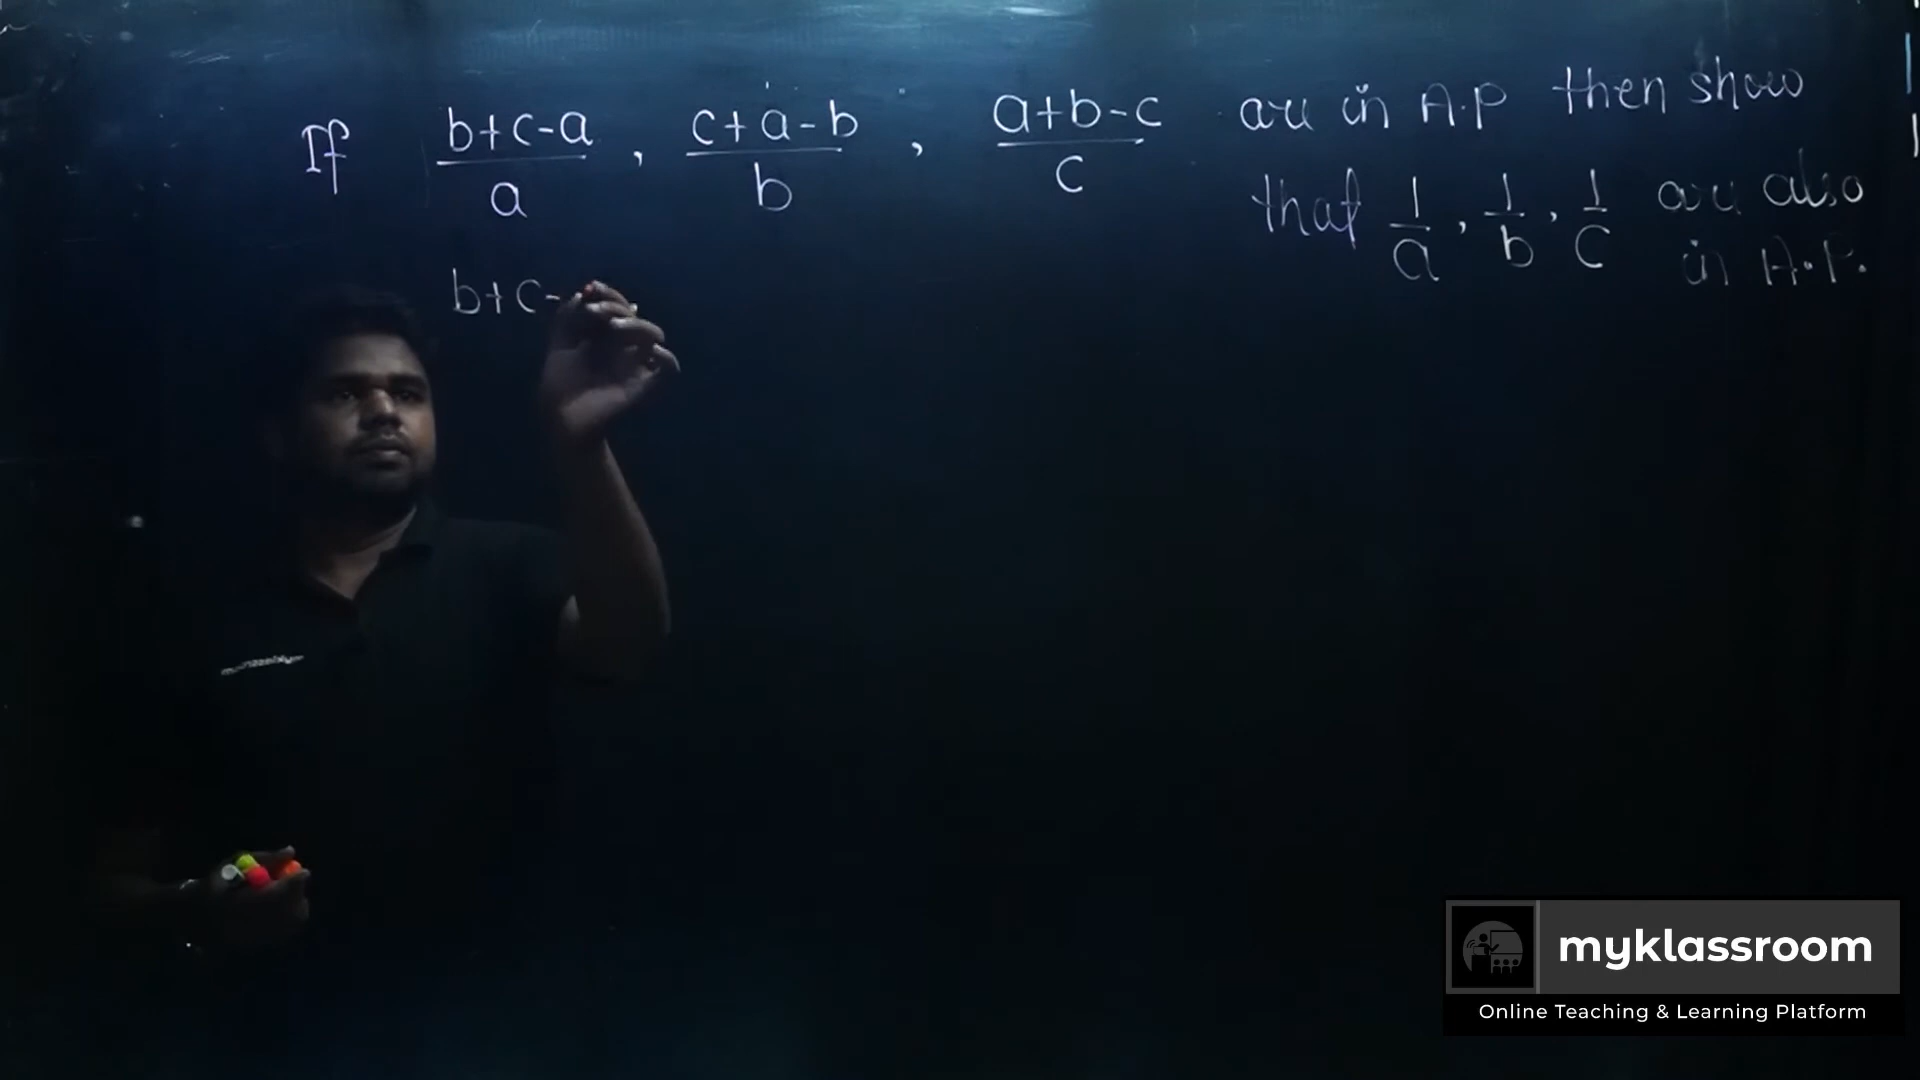 If b+c-a/a , c+a-b/b , a+b-c/c are in A.P then show
that 1/a , 1/b , 1/c are also
in A.P.
b+c-
myklassroom
Online Teaching & Learning Platform